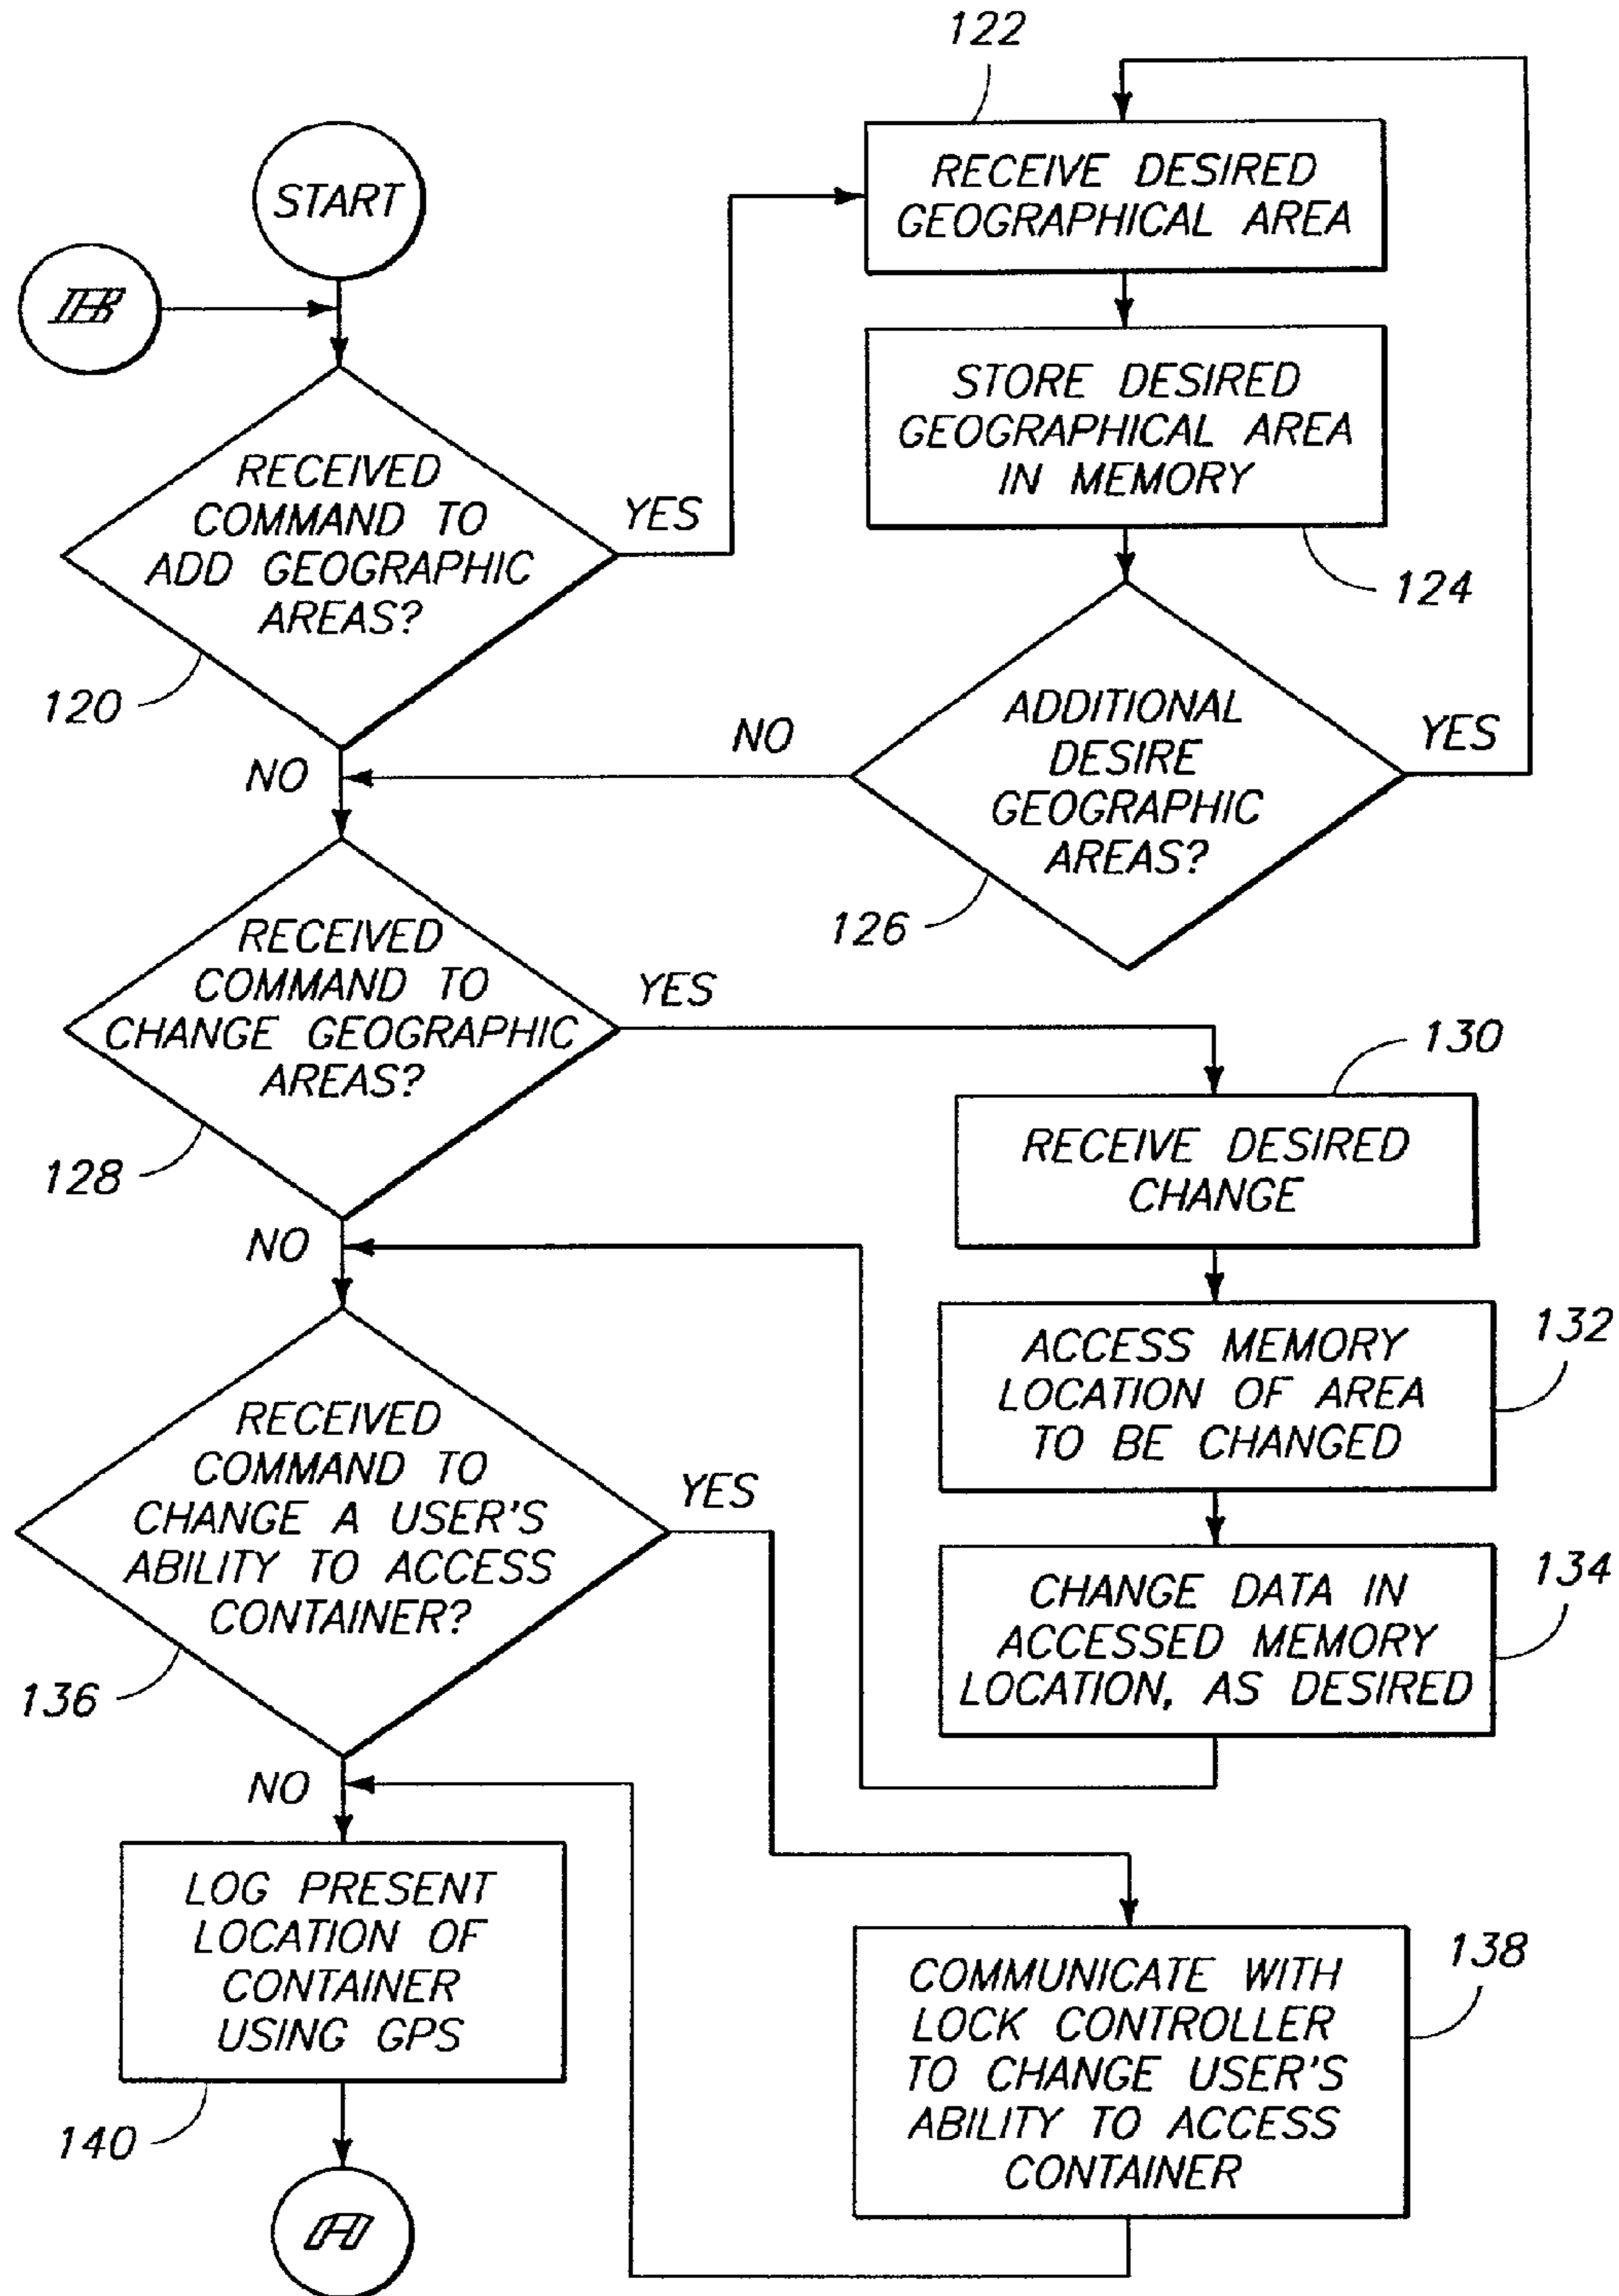 122
START
RECEIVE DESIRED
GEOGRAPHICAL AREA
STORE DESIRED
GEOGRAPHICAL AREA
IN MEMORY
124
RECEIVED
COMMAND TO
ADD GEOGRAPHIC
AREAS?
YES
120
NO
ADDITIONAL
DESIRE
GEOGRAPHIC
AREAS?
YES
NO
126
RECEIVED
COMMAND TO
CHANGE GEOGRAPHIC
AREAS?
YES
128
NO
130
RECEIVE DESIRED
CHANGE
ACCESS MEMORY
LOCATION OF AREA
TO BE CHANGED
132
CHANGE DATA IN
ACCESSED MEMORY
LOCATION, AS DESIRED
134
RECEIVED
COMMAND TO
CHANGE A USER'S
ABILITY TO ACCESS
CONTAINER?
YES
136
NO
LOG PRESENT
LOCATION OF
CONTAINER
USING GPS
140
COMMUNICATE WITH
LOCK CONTROLLER
TO CHANGE USER'S
ABILITY TO ACCESS
CONTAINER
138